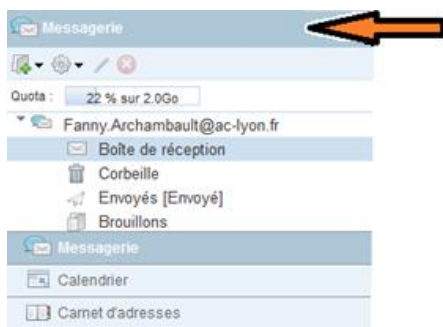 Messagerie
Quota : 22 % sur 2.0Go
Fanny.Archambault@ac-lyon.fr
Boîte de réception
Corbeille
Envoyés [Envoyé]
Brouillons
Messagerie
Calendrier
Carnet d'adresses